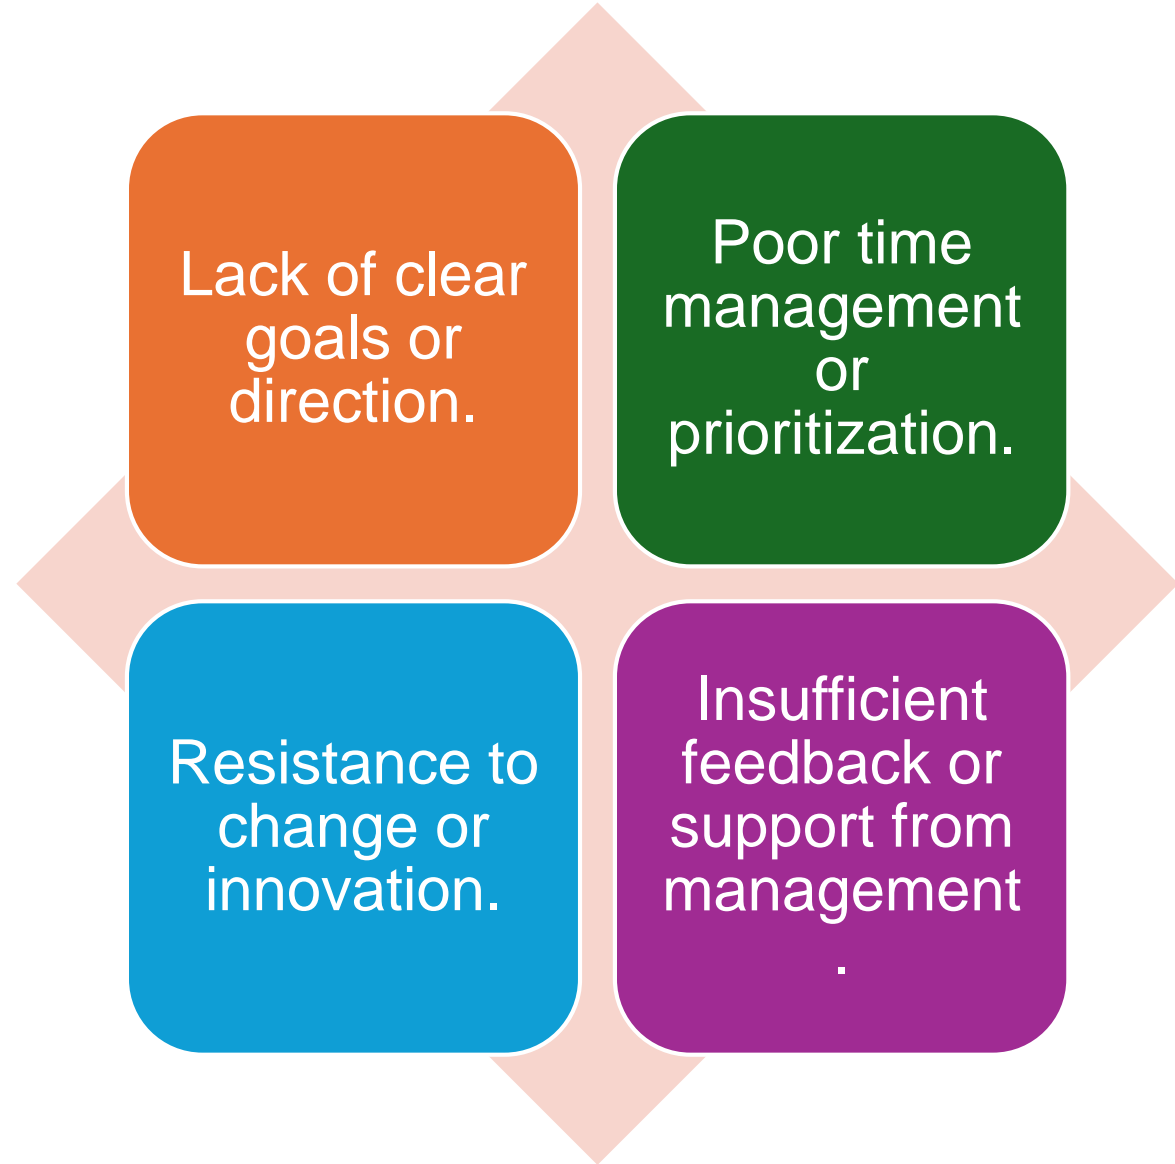 Lack of clear
goals or
direction.
Poor time
management
or
prioritization.
Resistance to
change or
innovation.
Insufficient
feedback or
support from
management
.